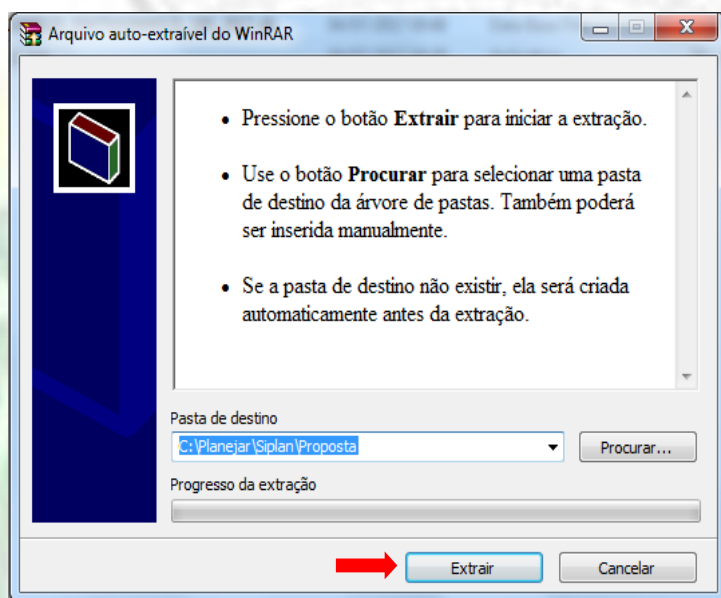 Arquivo auto-extraível do WinRAR
• Pressione o botão Extrair para iniciar a extração.
• Use o botão Procurar para selecionar uma pasta
de destino da árvore de pastas. Também poderá
ser inserida manualmente.
• Se a pasta de destino não existir, ela será criada
automaticamente antes da extração.
Pasta de destino
C:\Planejar\Siplan\Proposta
Procurar...
Progresso da extração
Extrair
Cancelar